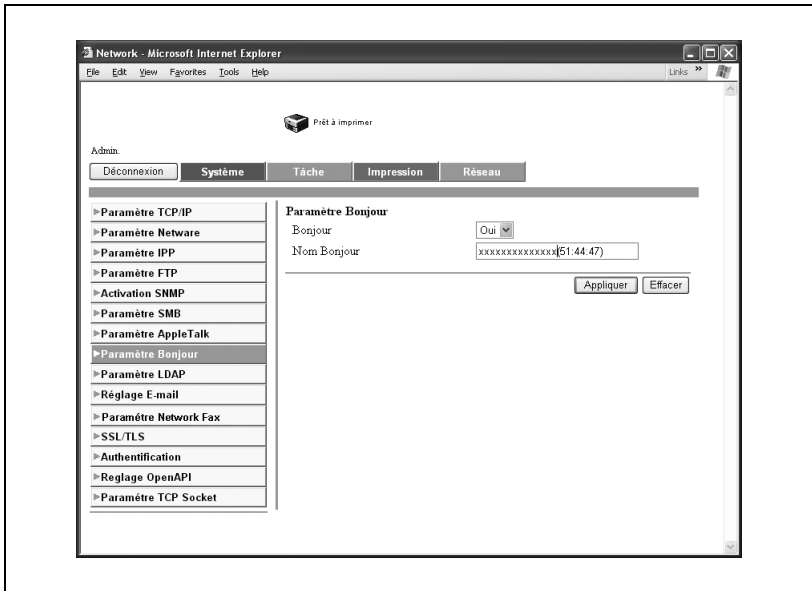 Network - Microsoft Internet Explorer
File Edit View Favorites Tools Help
Links »
Prêt à imprimer
Admin.
Déconnexion Système Tâche Impression Réseau
Paramètre TCP/IP
Paramètre Netware
Paramètre IPP
Paramètre FTP
Activation SNMP
Paramètre SMB
Paramètre AppleTalk
Paramètre Bonjour
Paramètre LDAP
Réglage E-mail
Paramétre Network Fax
SSL/TLS
Authentification
Reglage OpenAPI
Paramétre TCP Socket
Paramètre Bonjour
Bonjour Oui
Nom Bonjour xxxxxxxxxxxxxx(51:44:47)
Appliquer Effacer